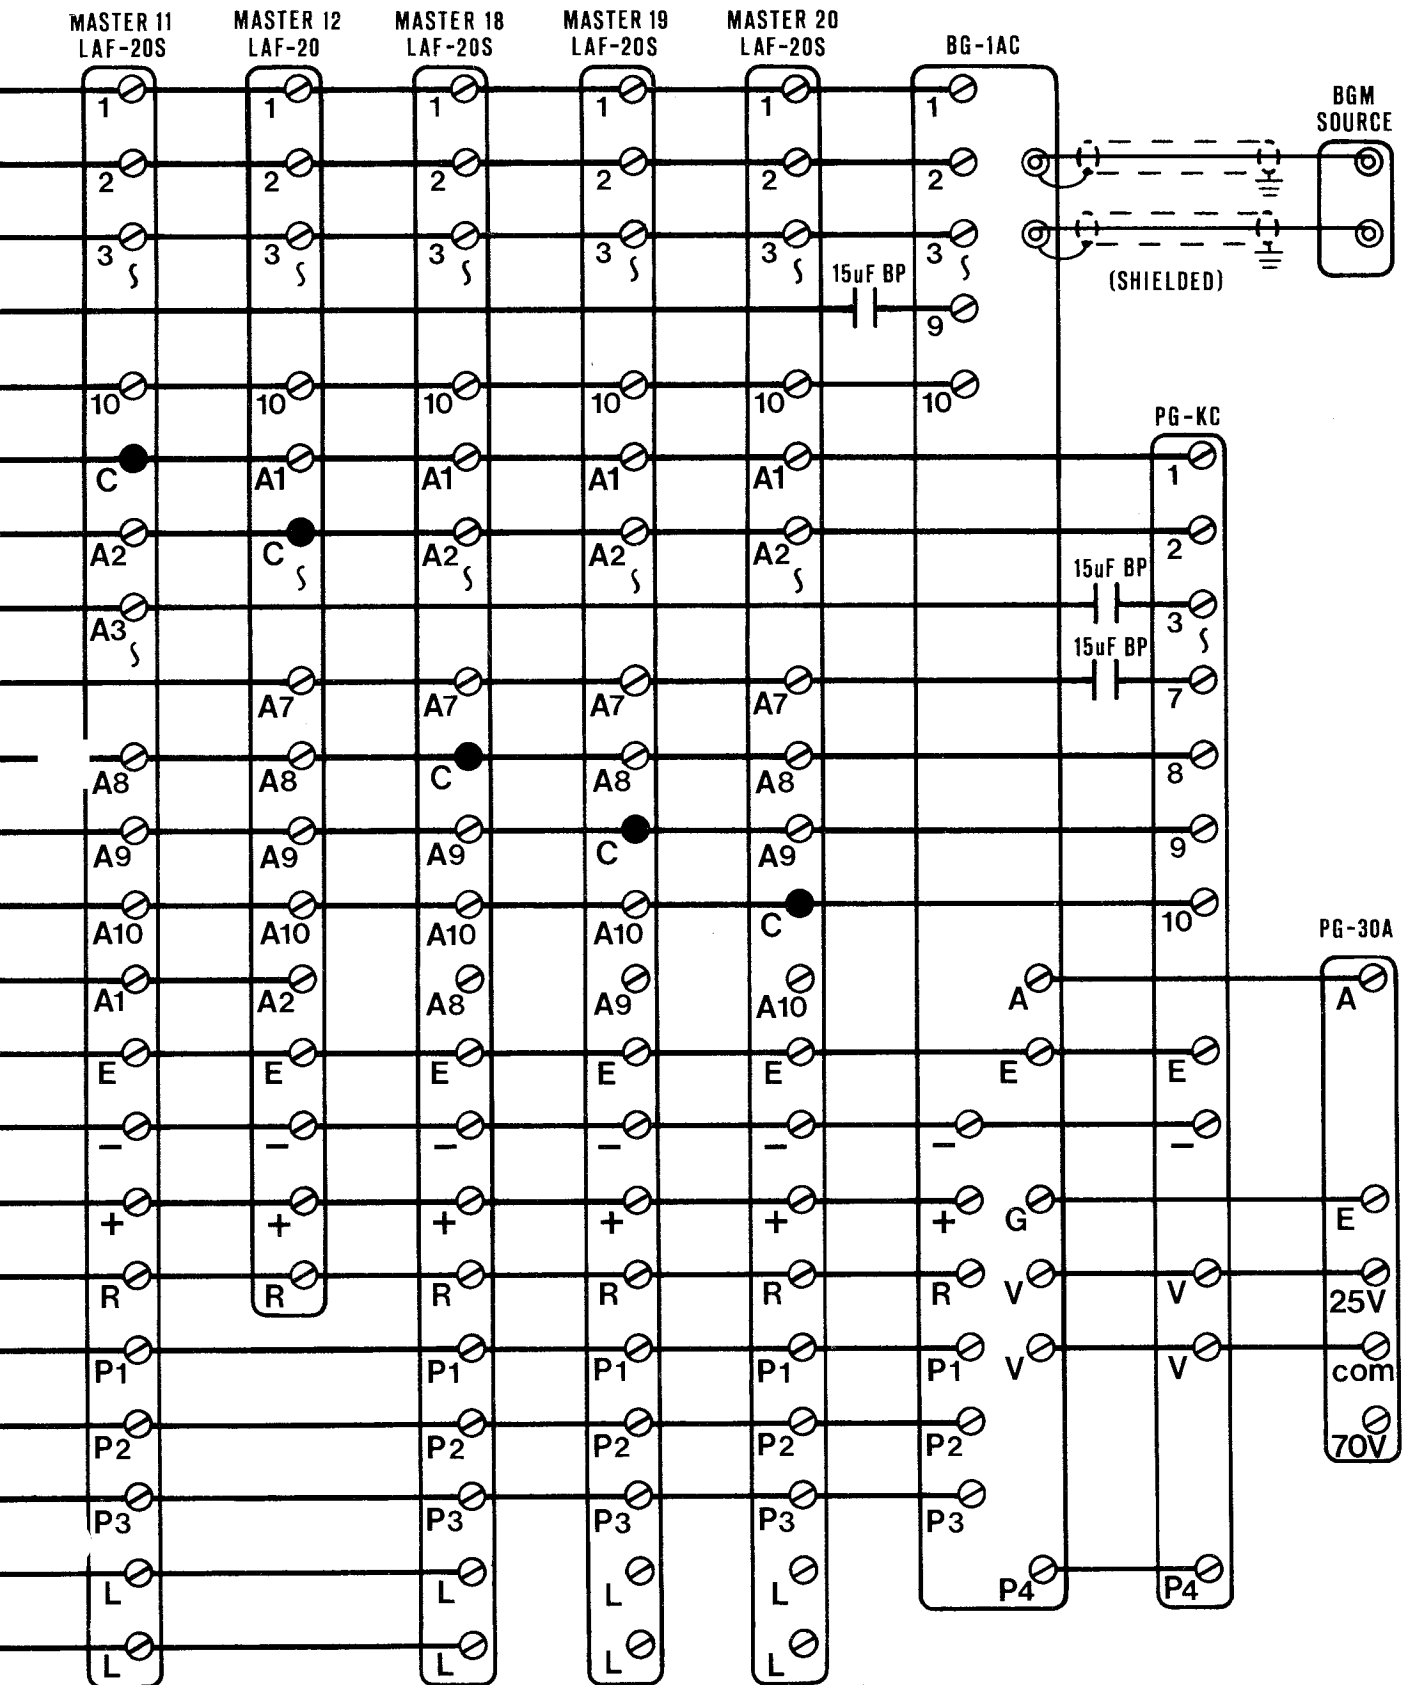 MASTER 11 MASTER 12 MASTER 18 MASTER 19 MASTER 20
LAF-20S LAF-20 LAF-20S LAF-20S LAF-20S BG-1AC
BGM
SOURCE
1 1 1 1 1 1
2 2 2 2 2 2
3 3 3 3 3 3
(SHIELDED)
15uF BP
9
10 10 10 10 10 10
PG-KC
C A1 A1 A1 A1 1
A2 C A2 A2 A2 2
15uF BP
A3 3
15uF BP
A7 A7 A7 A7 7
A8 A8 C A8 A8 8
A9 A9 A9 C A9 9
A10 A10 A10 A10 C 10
PG-30A
A1 A2 A8 A9 A10 A A
E E E E E E E
– – – – – – –
+ + + + + + G E
R R R R R R V V 25V
P1 P1 P1 P1 P1 V V com
P2 P2 P2 P2 P2 70V
P3 P3 P3 P3 P3
L L L L P4 P4
L L L L